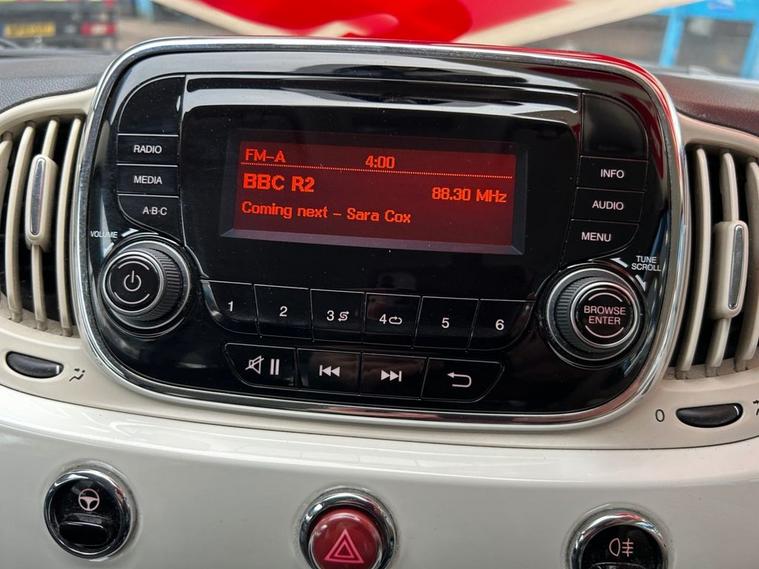 FM-A 4:00
BBC R2
88.30 MHz
Coming next - Sara Cox
RADIO
MEDIA
A·B·C
VOLUME
INFO
AUDIO
MENU
TUNE
SCROLL
BROWSE
ENTER
1 2 3 4 5 6
0